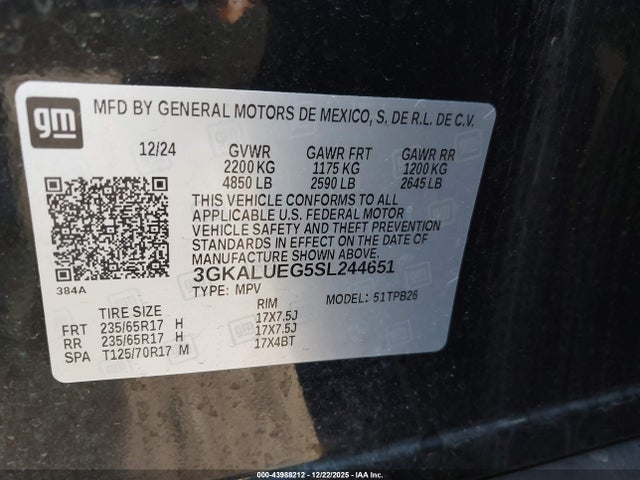 gm
MFD BY GENERAL MOTORS DE MEXICO, S. DE R.L. DE C.V.
12/24 GVWR GAWR FRT GAWR RR
2200 KG 1175 KG 1200 KG
4850 LB 2590 LB 2645 LB
THIS VEHICLE CONFORMS TO ALL
APPLICABLE U.S. FEDERAL MOTOR
VEHICLE SAFETY AND THEFT PREVENTION
STANDARDS IN EFFECT ON THE DATE OF
MANUFACTURE SHOWN ABOVE.
384A
3GKALUEG5SL244651
TYPE: MPV MODEL: 51TPB26
TIRE SIZE RIM
FRT 235/65R17 H 17X7.5J
RR 235/65R17 H 17X7.5J
SPA T125/70R17 M 17X4BT
000-43988212 - 12/22/2025 - IAAI